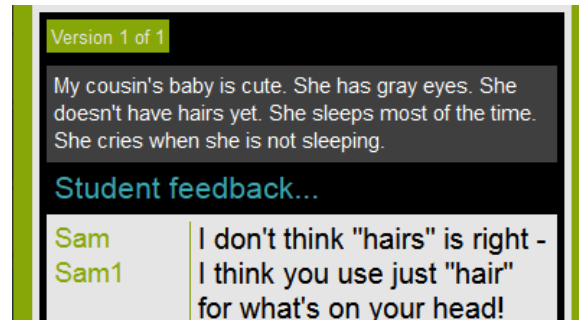 Version 1 of 1
My cousin's baby is cute. She has gray eyes. She
doesn't have hairs yet. She sleeps most of the time.
She cries when she is not sleeping.
Student feedback...
Sam
Sam1
I don't think "hairs" is right -
I think you use just "hair"
for what's on your head!